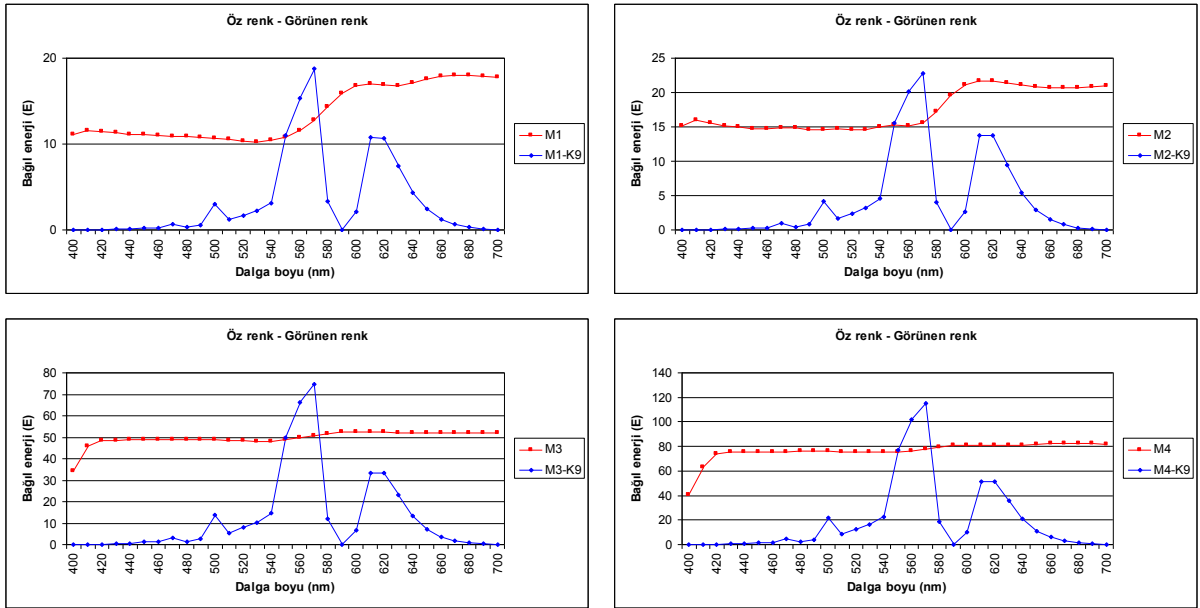 Öz renk - Görünen renk
Bağıl enerji (E)
20
10
0
400 420 440 460 480 500 520 540 560 580 600 620 640 660 680 700
Dalga boyu (nm)
M1
M1-K9
Öz renk - Görünen renk
Bağıl enerji (E)
25
20
15
10
5
0
400 420 440 460 480 500 520 540 560 580 600 620 640 660 680 700
Dalga boyu (nm)
M2
M2-K9
Öz renk - Görünen renk
Bağıl enerji (E)
80
70
60
50
40
30
20
10
0
400 420 440 460 480 500 520 540 560 580 600 620 640 660 680 700
Dalga boyu (nm)
M3
M3-K9
Öz renk - Görünen renk
Bağıl enerji (E)
140
120
100
80
60
40
20
0
400 420 440 460 480 500 520 540 560 580 600 620 640 660 680 700
Dalga boyu (nm)
M4
M4-K9